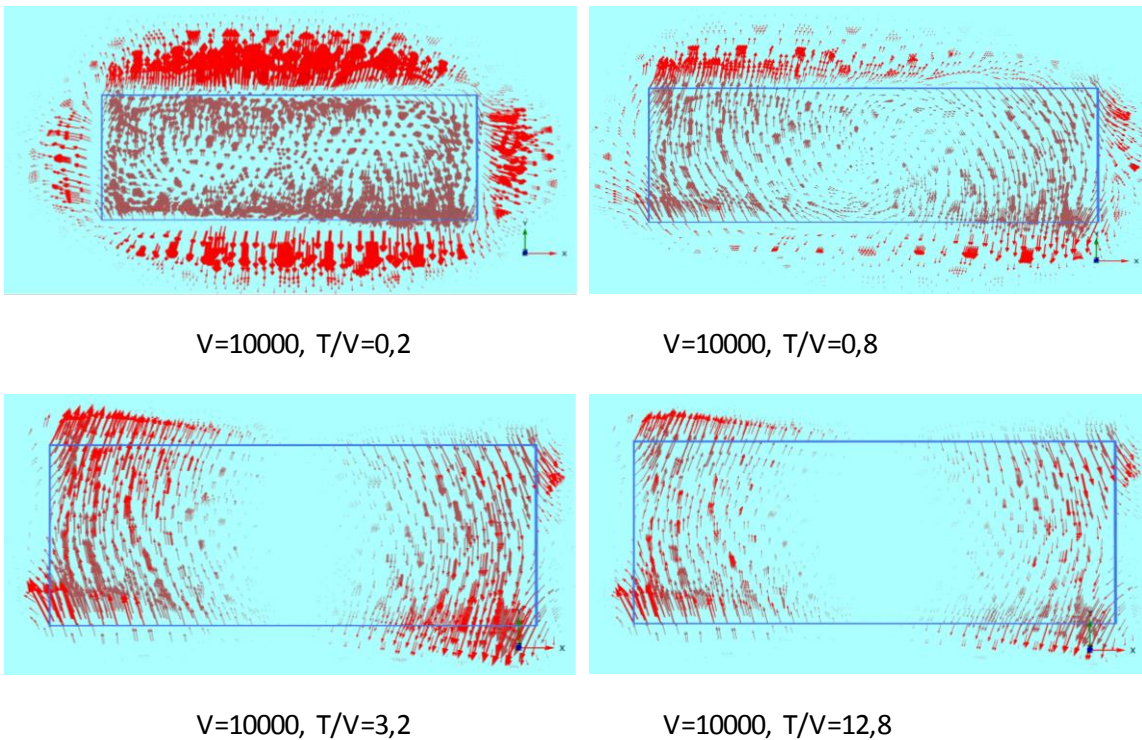 x
x
V=10000, T/V=0,2
V=10000, T/V=0,8
x
x
V=10000, T/V=3,2
V=10000, T/V=12,8